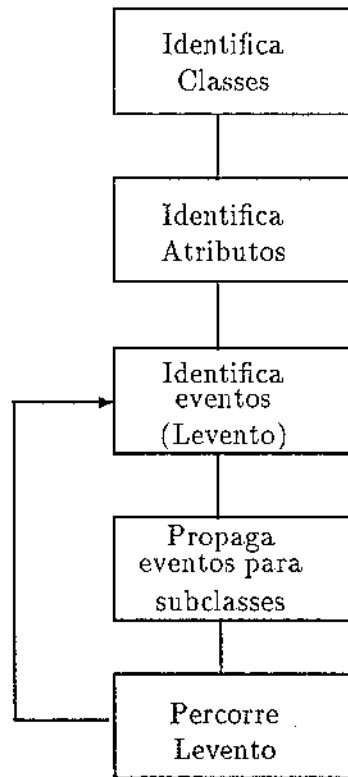 Identifica
Classes
Identifica
Atributos
Identifica
eventos
(Levento)
Propaga
eventos para
subclasses
Percorre
Levento